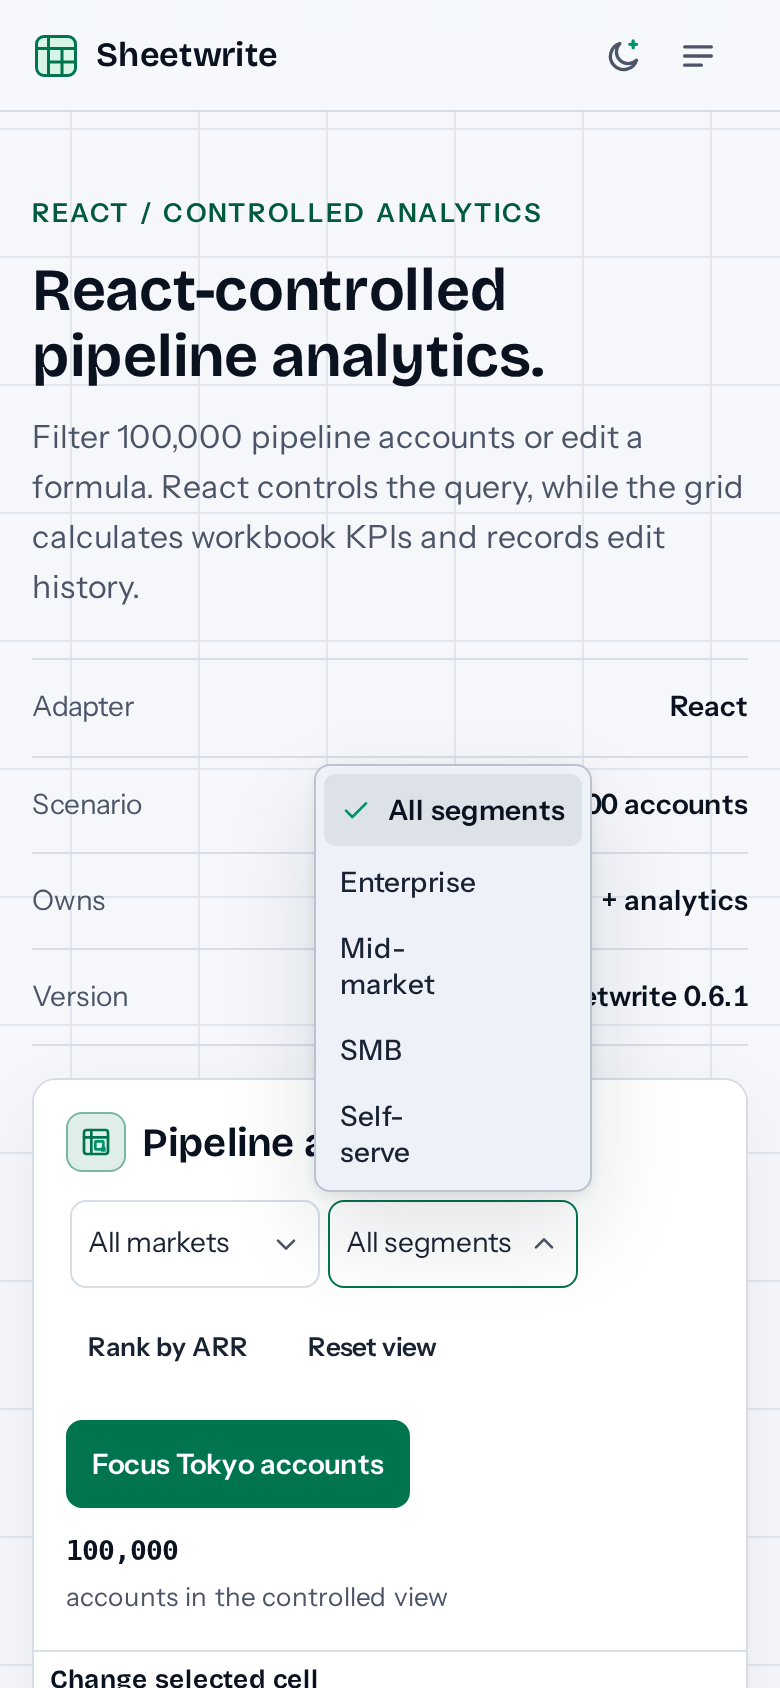 Sheetwrite
REACT / CONTROLLED ANALYTICS
React-controlled
pipeline analytics.
Filter 100,000 pipeline accounts or edit a
formula. React controls the query, while the grid
calculates workbook KPIs and records edit
history.
Adapter React
Scenario accounts
Owns + analytics
Version 0.6.1
All segments
Enterprise
Mid-
market
SMB
Self-
serve
Pipeline
All markets
All segments
Rank by ARR Reset view
Focus Tokyo accounts
100,000
accounts in the controlled view
Change selected cell